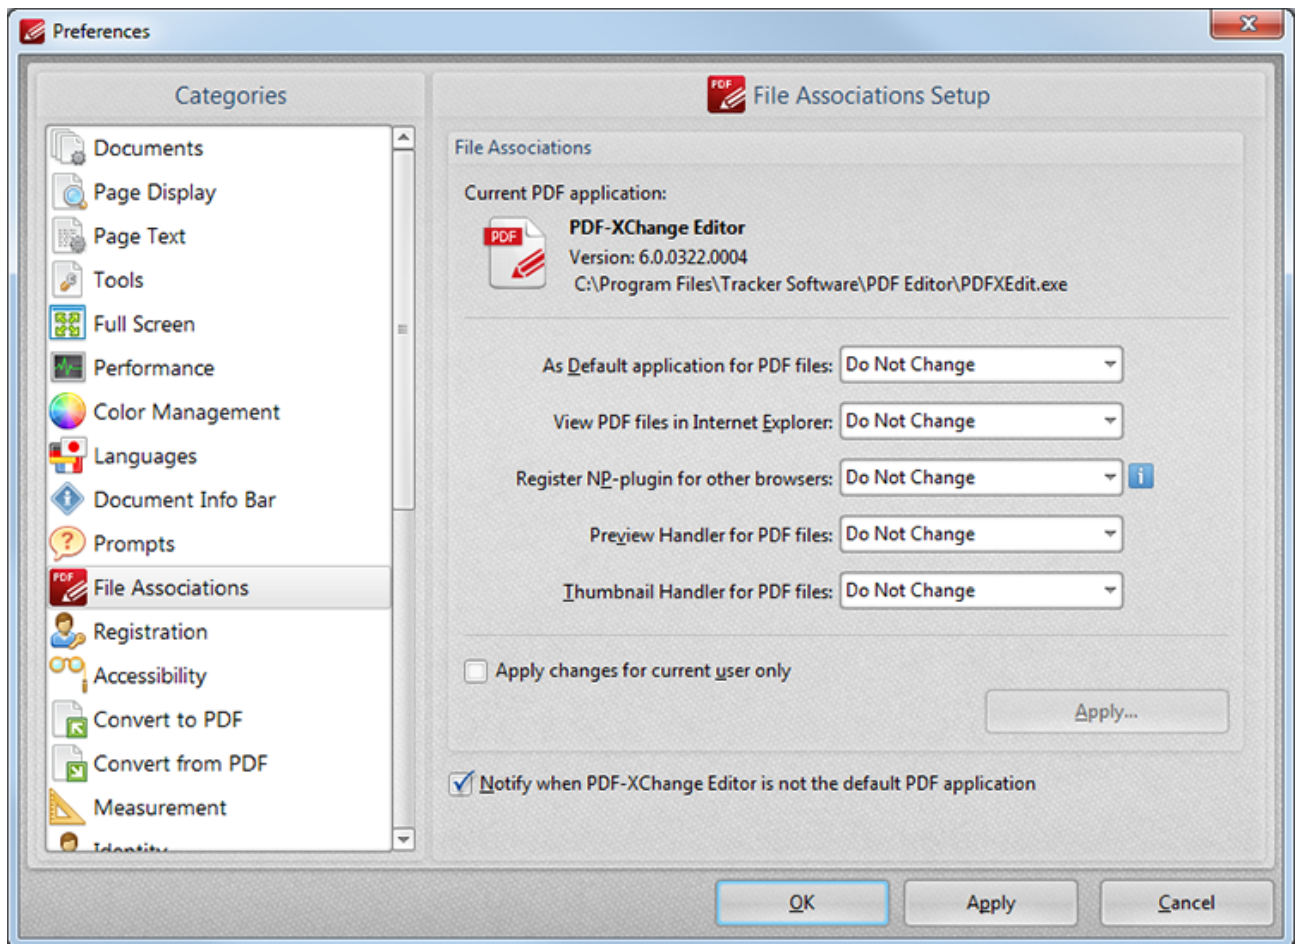 Preferences
Categories
Documents
Page Display
Page Text
Tools
Full Screen
Performance
Color Management
Languages
Document Info Bar
Prompts
File Associations
Registration
Accessibility
Convert to PDF
Convert from PDF
Measurement
Identity
PDF File Associations Setup
File Associations
Current PDF application:
PDF PDF-XChange Editor
Version: 6.0.0322.0004
C:\Program Files\Tracker Software\PDF Editor\PDFXEdit.exe
As Default application for PDF files: Do Not Change
View PDF files in Internet Explorer: Do Not Change
Register NP-plugin for other browsers: Do Not Change i
Preview Handler for PDF files: Do Not Change
Thumbnail Handler for PDF files: Do Not Change
Apply changes for current user only
Apply...
Notify when PDF-XChange Editor is not the default PDF application
OK Apply Cancel